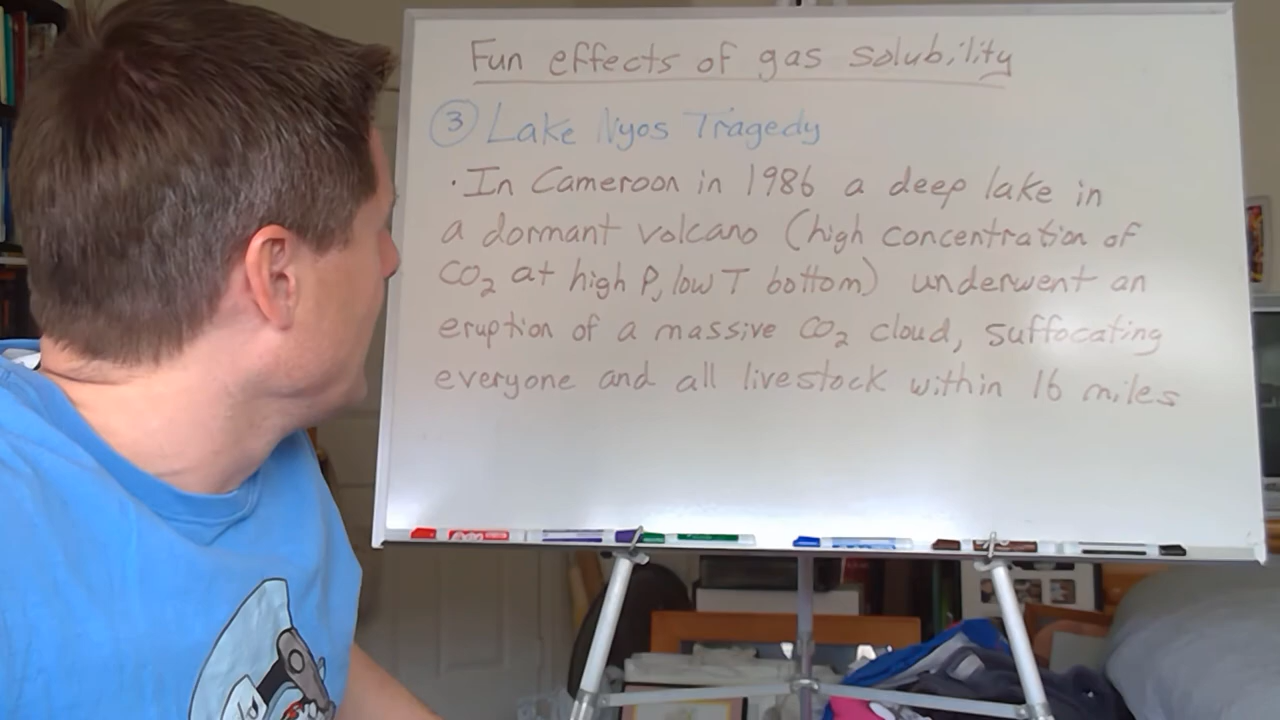 Fun effects of gas solubility
③ Lake Nyos Tragedy
· In Cameroon in 1986 a deep lake in
a dormant volcano (high concentration of
CO₂ at high P, low T bottom) underwent an
eruption of a massive CO₂ cloud, suffocating
everyone and all livestock within 16 miles